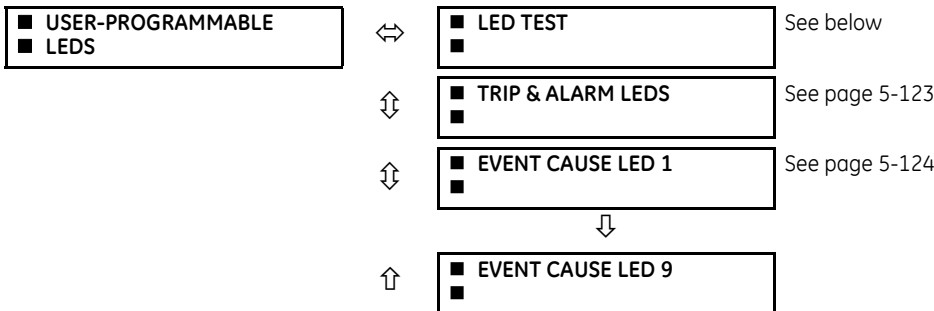 ■ USER-PROGRAMMABLE
■ LEDS
■ LED TEST
■
See below
■ TRIP & ALARM LEDS
■
See page 5-123
■ EVENT CAUSE LED 1
■
See page 5-124
■ EVENT CAUSE LED 9
■